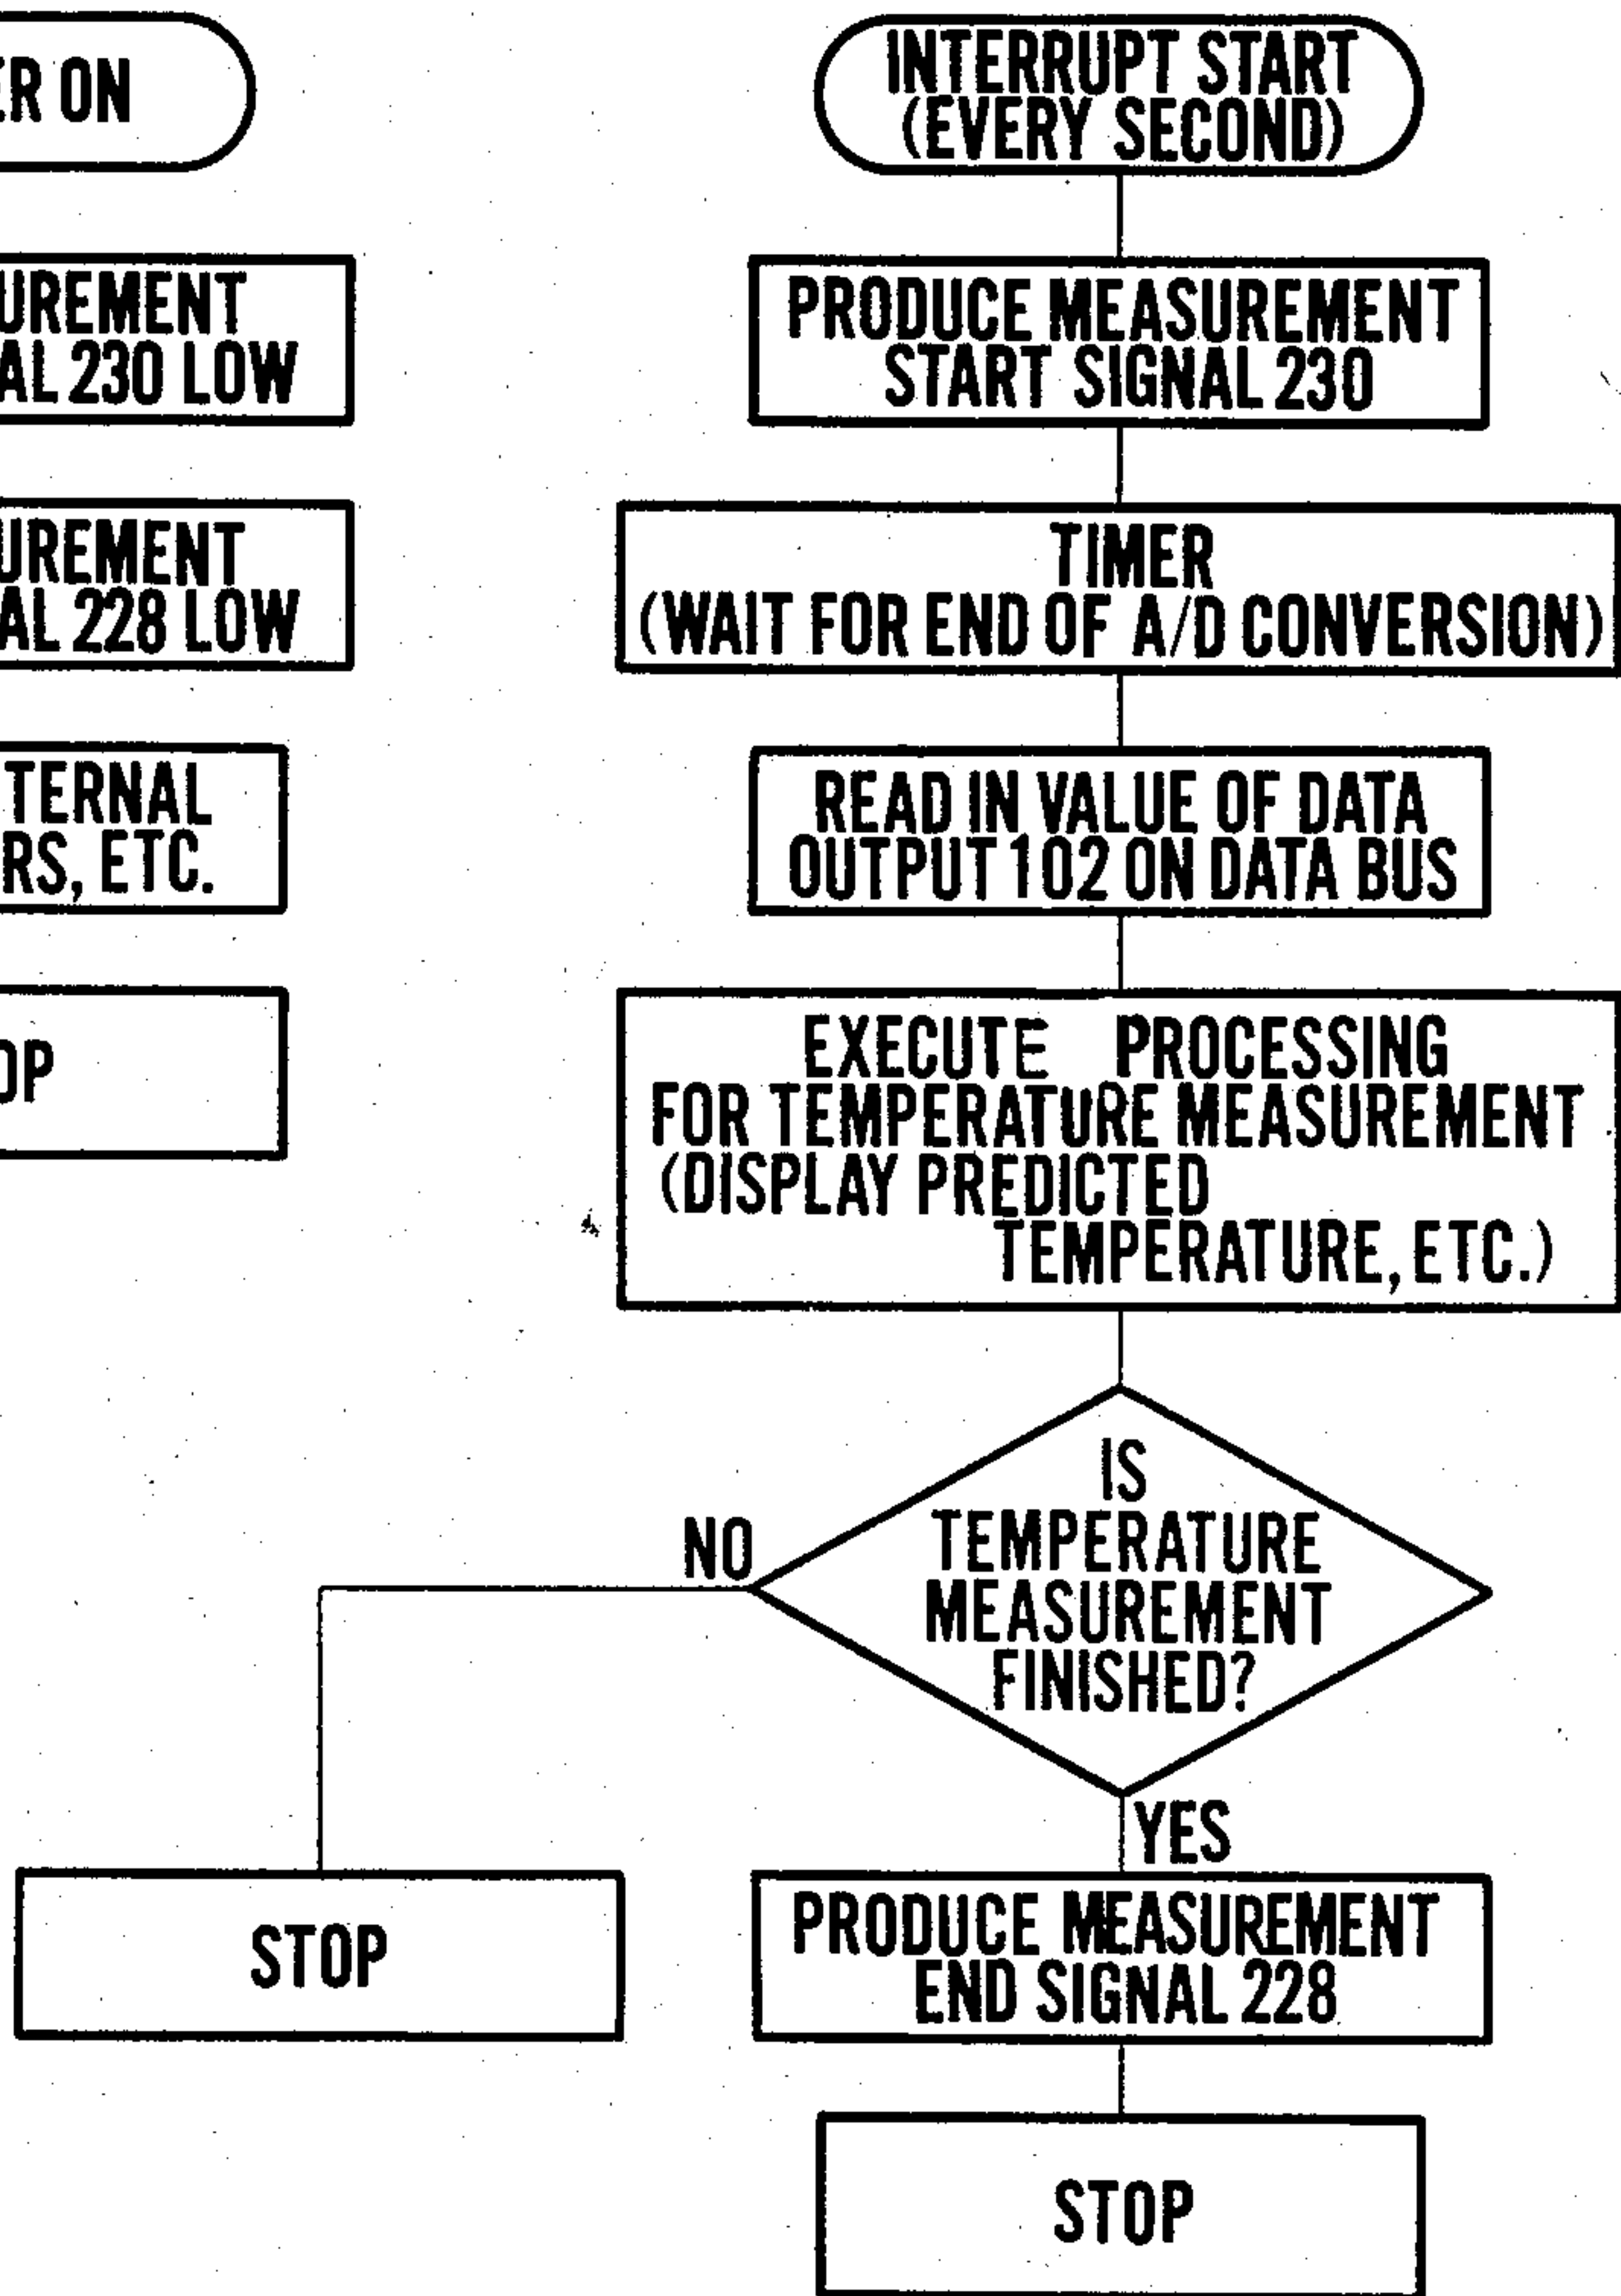 ER ON
UREMENT
AL 230 LOW
UREMENT
AL 228 LOW
TERNAL
RS, ETC.
OP
INTERRUPT START
(EVERY SECOND)
PRODUCE MEASUREMENT
START SIGNAL 230
TIMER
(WAIT FOR END OF A/D CONVERSION)
READ IN VALUE OF DATA
OUTPUT 102 ON DATA BUS
EXECUTE PROCESSING
FOR TEMPERATURE MEASUREMENT
(DISPLAY PREDICTED
TEMPERATURE, ETC.)
IS
TEMPERATURE
MEASUREMENT
FINISHED?
NO
YES
STOP
PRODUCE MEASUREMENT
END SIGNAL 228
STOP